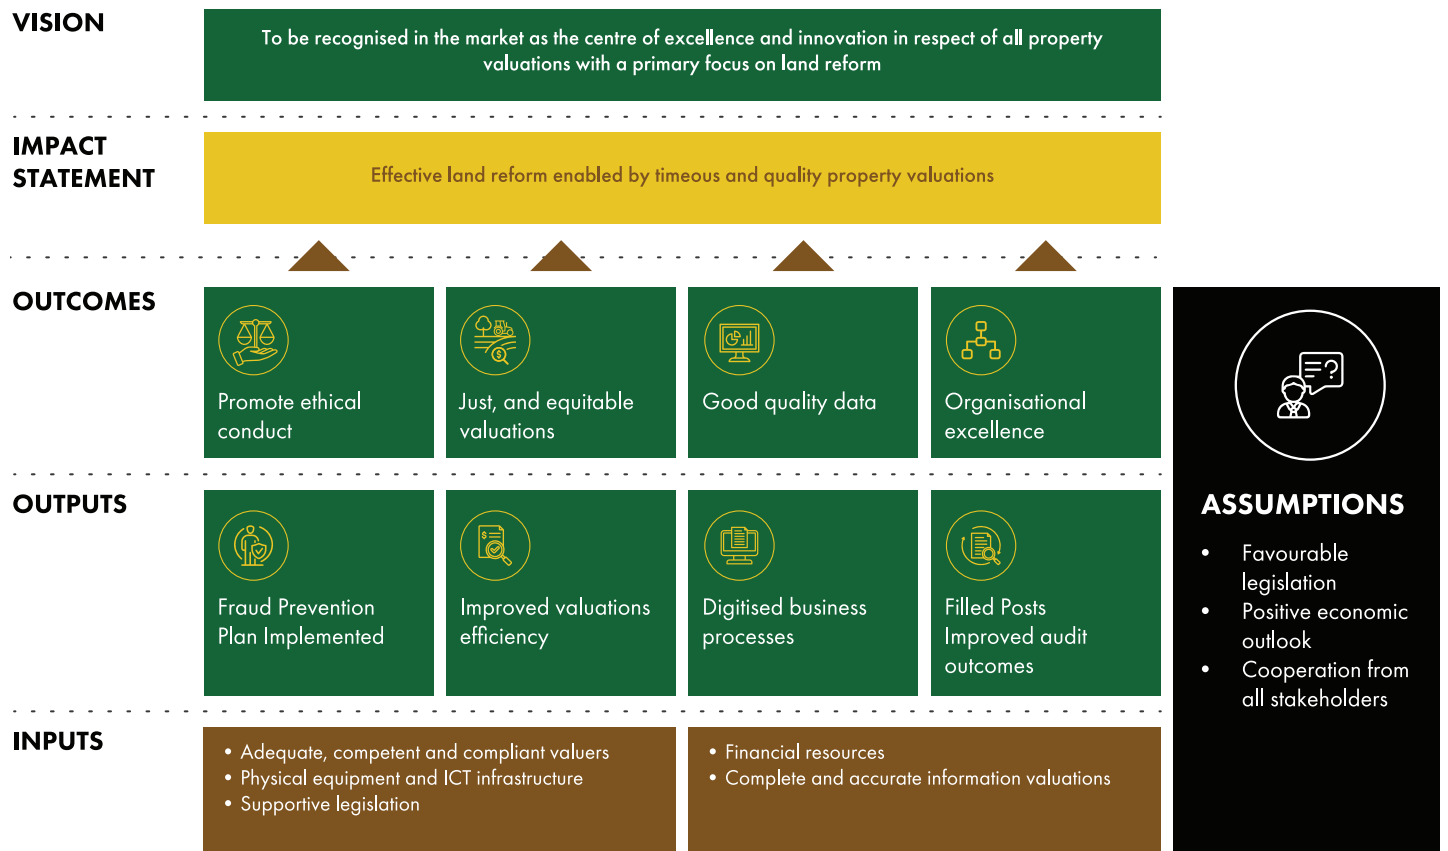 VISION
To be recognised in the market as the centre of excellence and innovation in respect of all property
valuations with a primary focus on land reform
IMPACT
STATEMENT
Effective land reform enabled by timeous and quality property valuations
OUTCOMES
Promote ethical
conduct
Just, and equitable
valuations
Good quality data
Organisational
excellence
OUTPUTS
Fraud Prevention
Plan Implemented
Improved valuations
efficiency
Digitised business
processes
Filled Posts
Improved audit
outcomes
INPUTS
• Adequate, competent and compliant valuers
• Physical equipment and ICT infrastructure
• Supportive legislation
• Financial resources
• Complete and accurate information valuations
ASSUMPTIONS
• Favourable
legislation
• Positive economic
outlook
• Cooperation from
all stakeholders